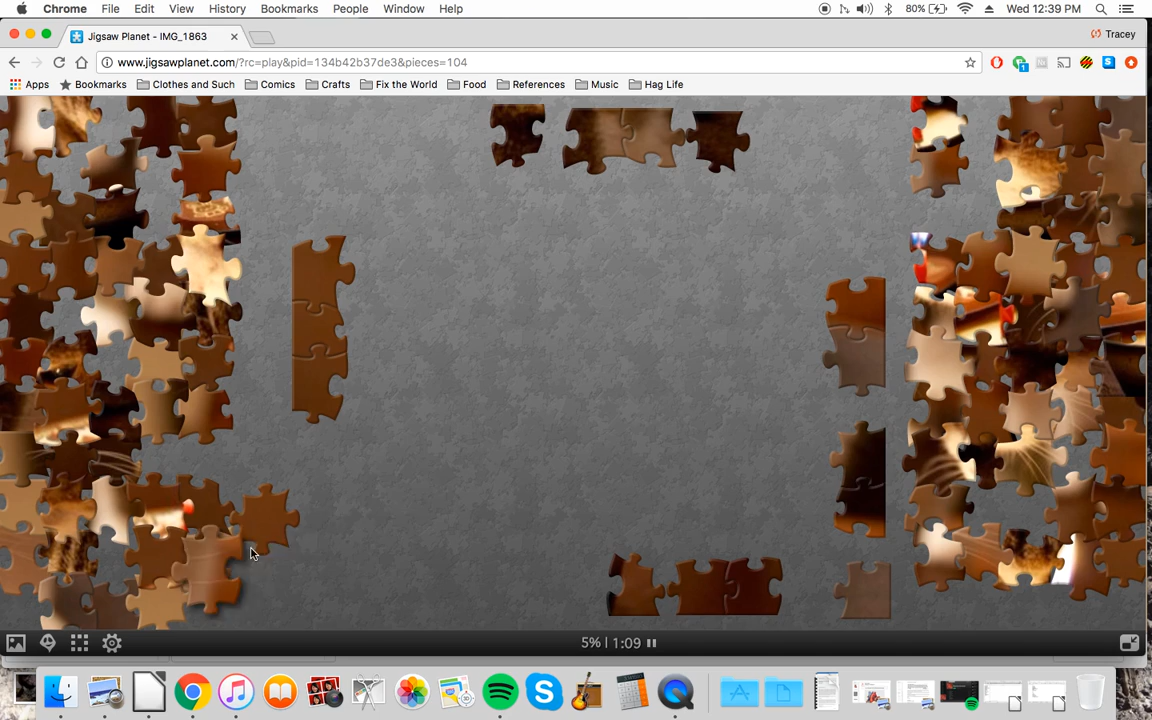 Chrome File Edit View History Bookmarks People Window Help 80% Wed 12:39 PM
Jigsaw Planet - IMG_1863 Tracey
www.jigsawplanet.com/?rc=play&pid=134b42b37de3&pieces=104
Apps Bookmarks Clothes and Such Comics Crafts Fix the World Food References Music Hag Life
5% | 1:09